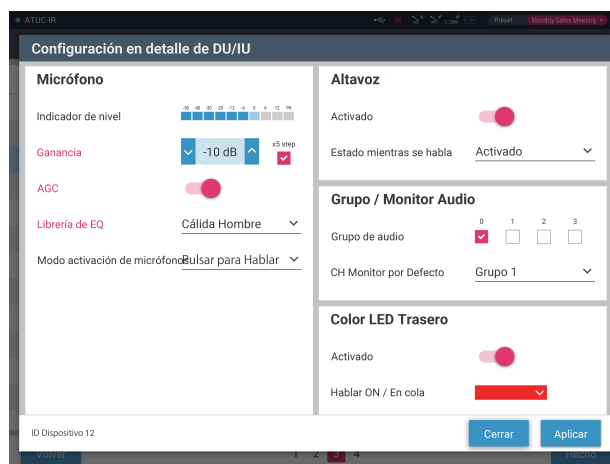 ATUC-IR
Preset
Monthly Sales Meeting
Configuración en detalle de DU/IU
Micrófono
Indicador de nivel
-40 -30 -20 -12 -6 0 6 12 PK
Ganancia
-10 dB
x5 step
AGC
Librería de EQ
Cálida Hombre
Modo activación de micrófonos
Pulsar para Hablar
Altavoz
Activado
Estado mientras se habla
Activado
Grupo / Monitor Audio
0 1 2 3
Grupo de audio
CH Monitor por Defecto
Grupo 1
Color LED Trasero
Activado
Hablar ON / En cola
ID Dispositivo 12
Cerrar
Aplicar
Volver
1 2 3 4
Hecho